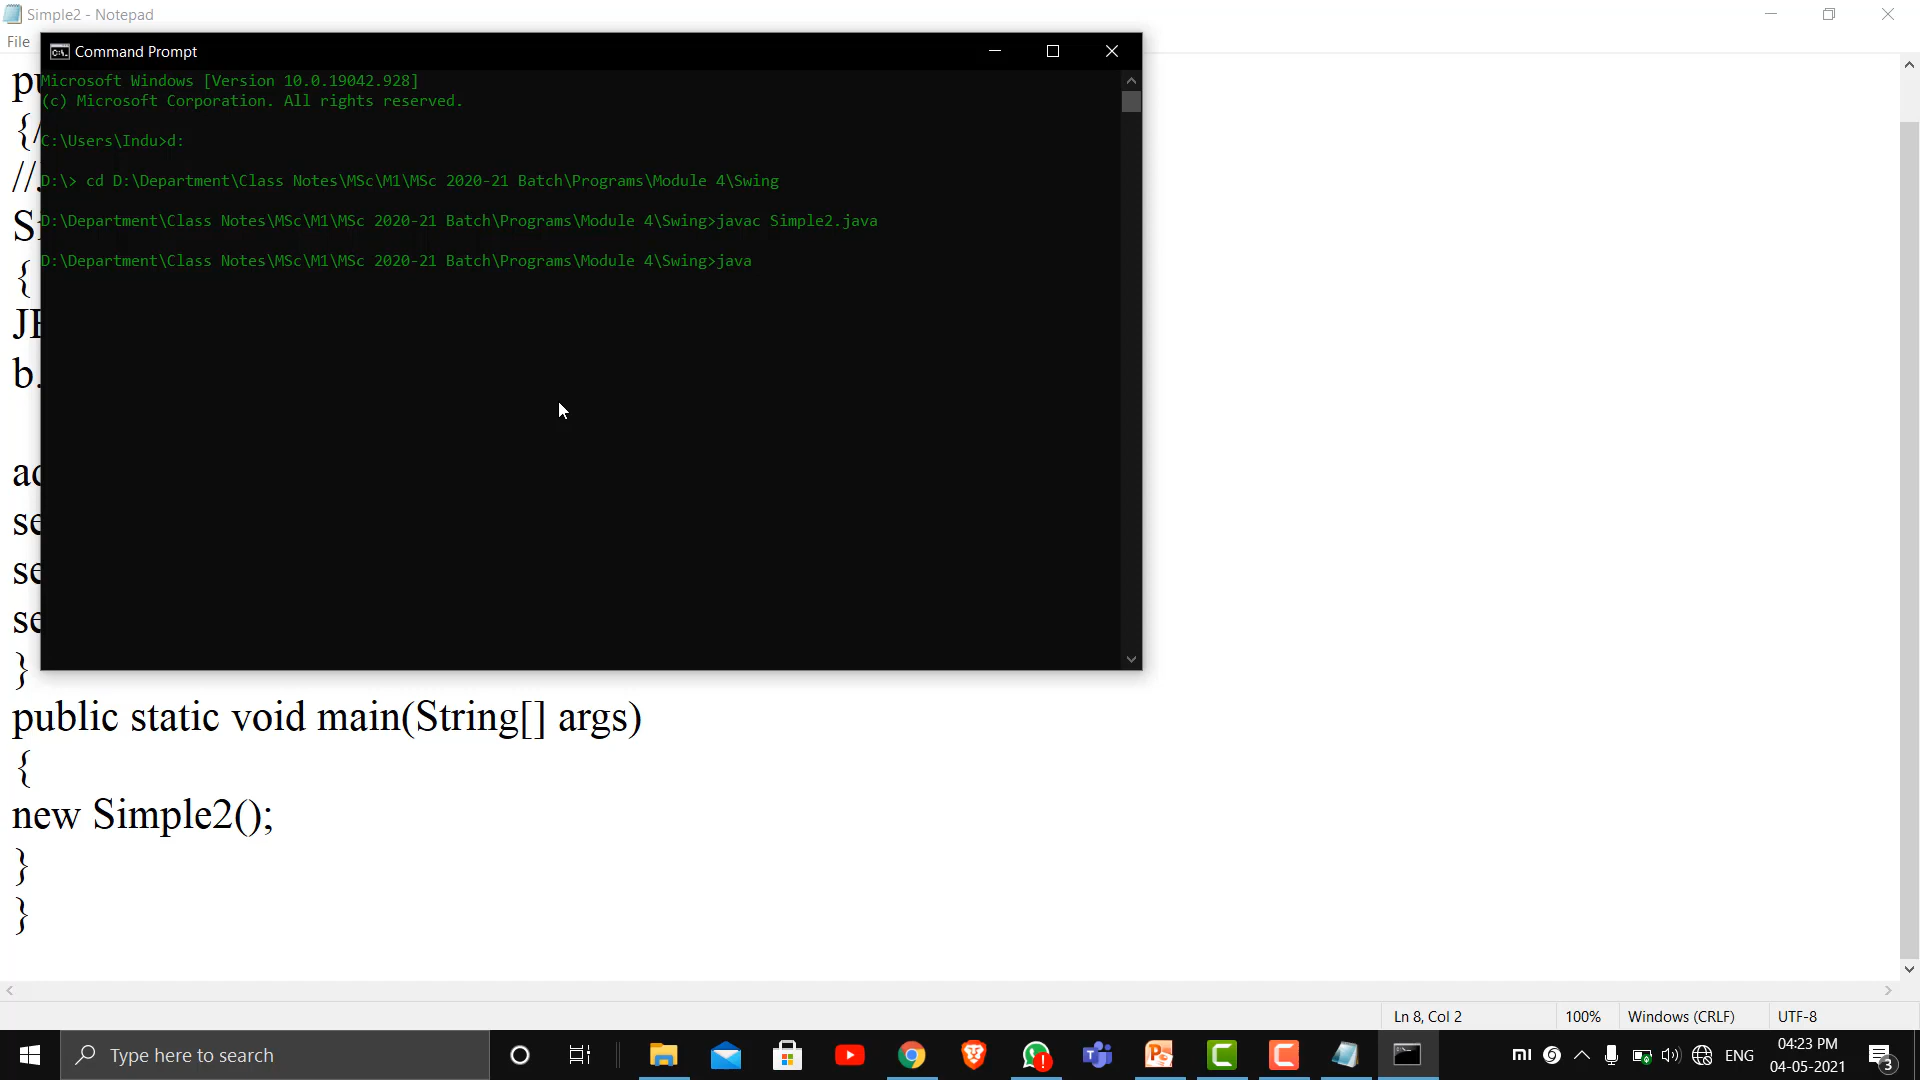 Simple2 - Notepad
File
Command Prompt
Microsoft Windows [Version 10.0.19042.928]
(c) Microsoft Corporation. All rights reserved.
C:\Users\Indu>d:
D:\> cd D:\Department\Class Notes\MSc\M1\MSc 2020-21 Batch\Programs\Module 4\Swing
D:\Department\Class Notes\MSc\M1\MSc 2020-21 Batch\Programs\Module 4\Swing>javac Simple2.java
D:\Department\Class Notes\MSc\M1\MSc 2020-21 Batch\Programs\Module 4\Swing>java
{
b.
}
public static void main(String[] args)
{
new Simple2();
}
}
Ln 8, Col 2
100%
Windows (CRLF)
UTF-8
Type here to search
ENG
04:23 PM
04-05-2021
3